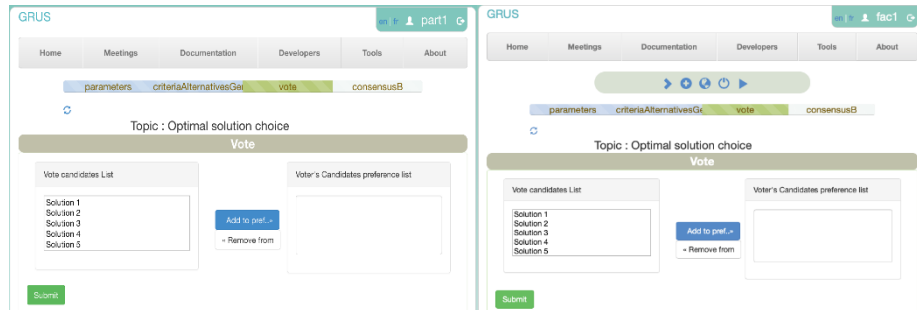 GRUS
en fr part1
Home Meetings Documentation Developers Tools About
parameters criteriaAlternativesGe vote consensusB
Topic : Optimal solution choice
Vote
Vote candidates List
Voter's Candidates preference list
Solution 1
Solution 2
Solution 3
Solution 4
Solution 5
Add to pref..»
« Remove from
Submit
GRUS
en fr fac1
Home Meetings Documentation Developers Tools About
parameters criteriaAlternativesGe vote consensusB
Topic : Optimal solution choice
Vote
Vote candidates List
Voter's Candidates preference list
Solution 1
Solution 2
Solution 3
Solution 4
Solution 5
Add to pref..»
« Remove from
Submit